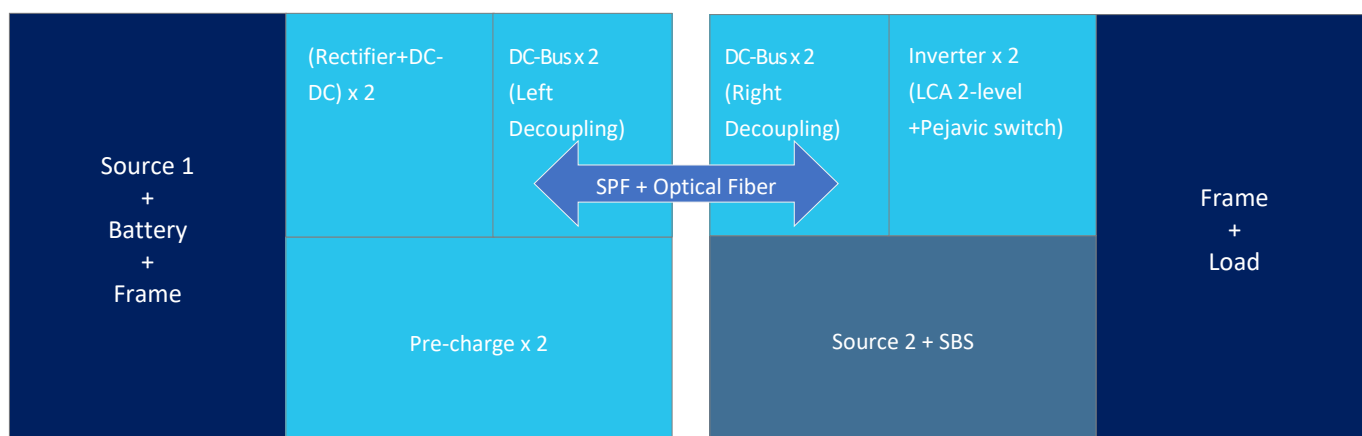 Source 1
+
Battery
+
Frame
(Rectifier+DC-
DC) x 2
DC-Bus x 2
(Left
Decoupling)
Pre-charge x 2
SPF + Optical Fiber
DC-Bus x 2
(Right
Decoupling)
Inverter x 2
(LCA 2-level
+Pejavic switch)
Source 2 + SBS
Frame
+
Load